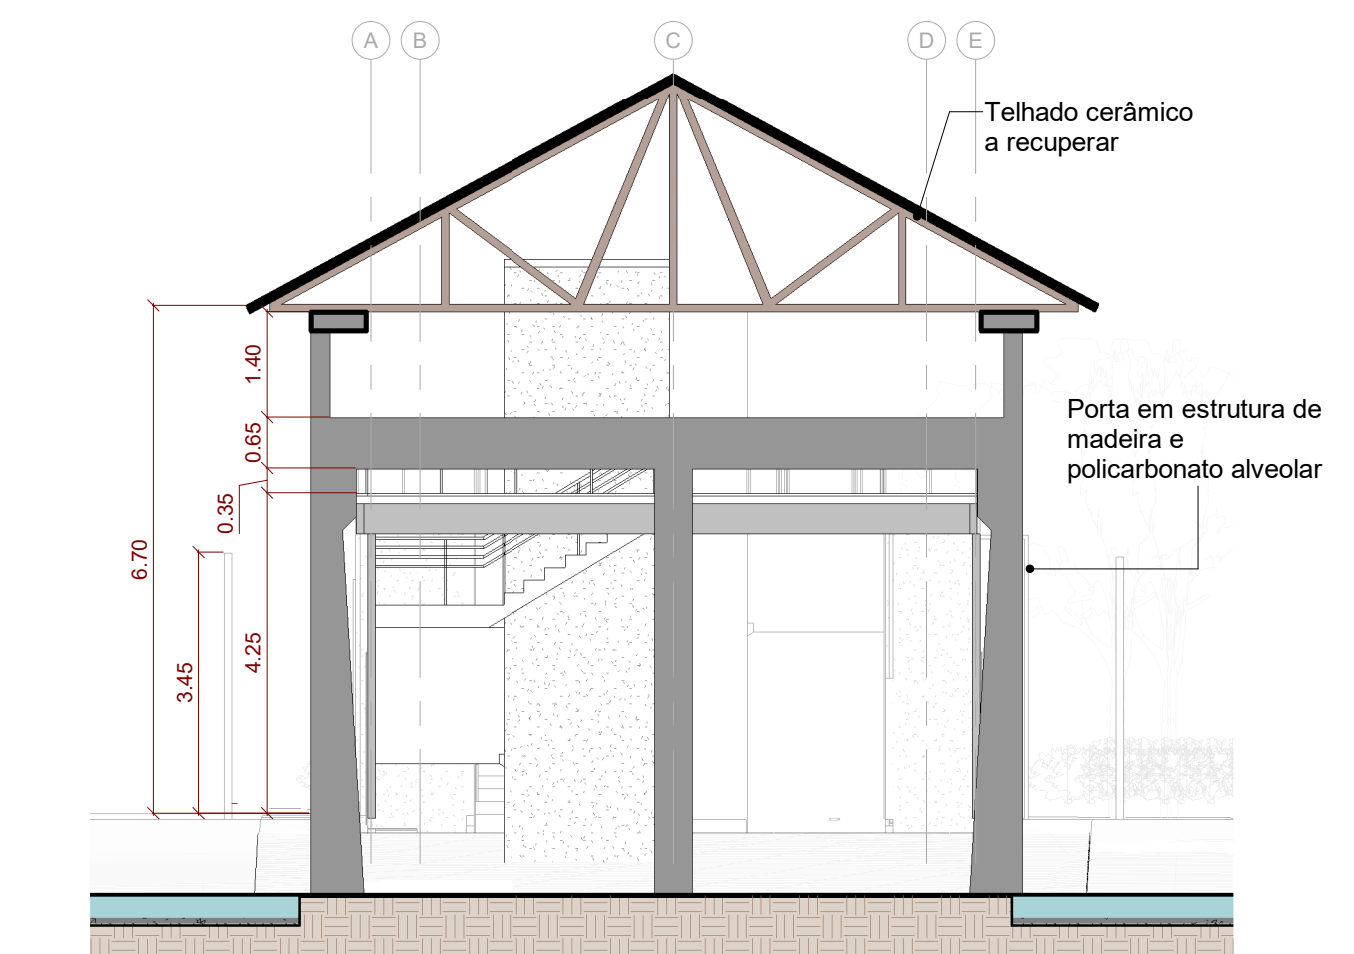 A
B
C
D
E
Telhado cerâmico
a recuperar
Porta em estrutura de
madeira e
policarbonato alveolar
1.40
0.65
0.35
6.70
3.45
4.25